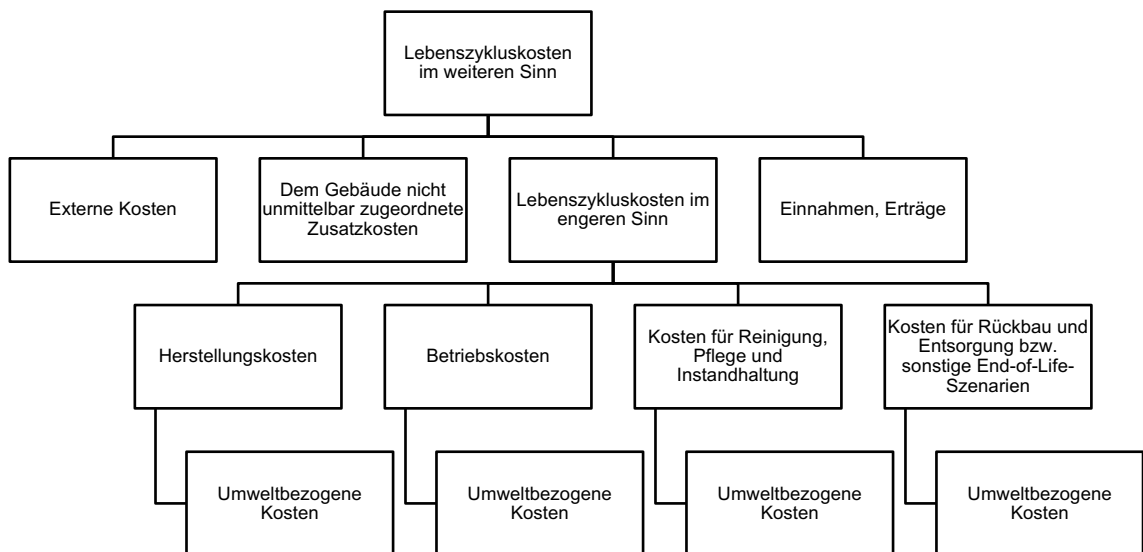 Lebenszykluskosten
im weiteren Sinn
Externe Kosten
Dem Gebäude nicht
unmittelbar zugeordnete
Zusatzkosten
Lebenszykluskosten im
engeren Sinn
Einnahmen, Erträge
Herstellungskosten
Betriebskosten
Kosten für Reinigung,
Pflege und
Instandhaltung
Kosten für Rückbau und
Entsorgung bzw.
sonstige End-of-Life-
Szenarien
Umweltbezogene
Kosten
Umweltbezogene
Kosten
Umweltbezogene
Kosten
Umweltbezogene
Kosten